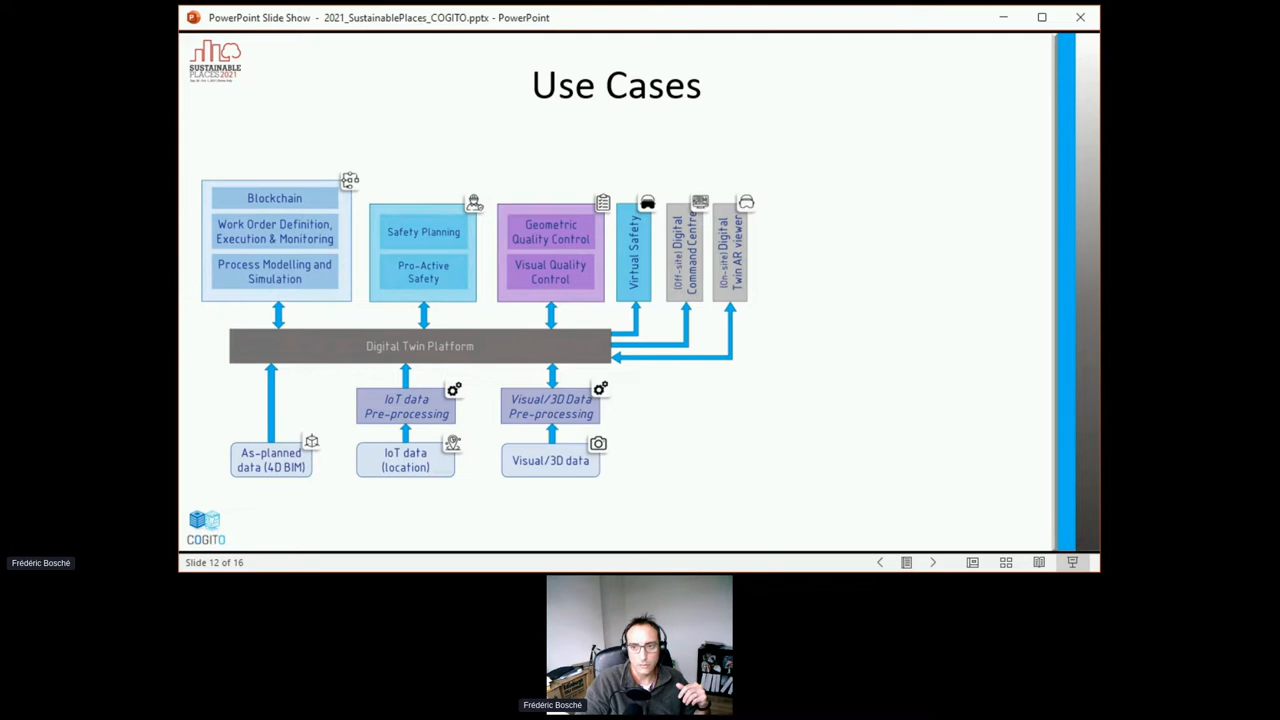 PowerPoint Slide Show - 2021_SustainablePlaces_COGITO.pptx - PowerPoint
SUSTAINABLE
PLACES 2021
Use Cases
Blockchain
Work Order Definition,
Execution & Monitoring
Process Modelling and
Simulation
Safety Planning
Pro-Active
Safety
Geometric
Quality Control
Visual Quality
Control
Virtual Safety
(Off-site) Digital
Command Centre
(On-site) Digital
Twin AR viewer
Digital Twin Platform
IoT data
Pre-processing
Visual/3D Data
Pre-processing
As-planned
data (4D BIM)
IoT data
(location)
Visual/3D data
COGITO
Slide 12 of 16
Frédéric Bosché
Frédéric Bosché